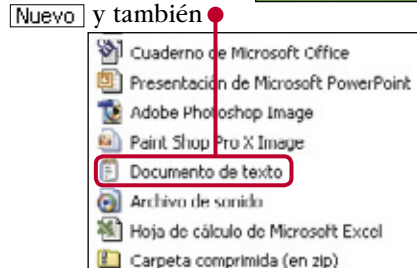 Nuevo y también
Cuaderno de Microsoft Office
Presentación de Microsoft PowerPoint
Adobe Photoshop Image
Paint Shop Pro X Image
Documento de texto
Archivo de sonido
Hoja de cálculo de Microsoft Excel
Carpeta comprimida (en zip)